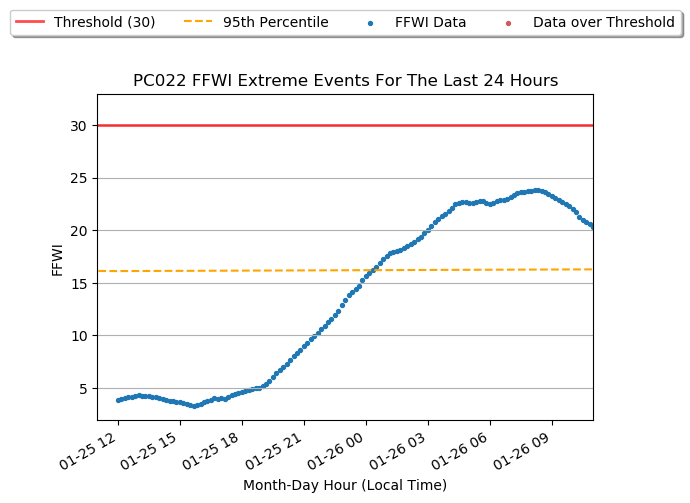 Threshold (30) 95th Percentile FFWI Data Data over Threshold
PC022 FFWI Extreme Events For The Last 24 Hours
30
25
20
15
10
5
FFWI
01-25 12 01-25 15 01-25 18 01-25 21 01-26 00 01-26 03 01-26 06 01-26 09
Month-Day Hour (Local Time)